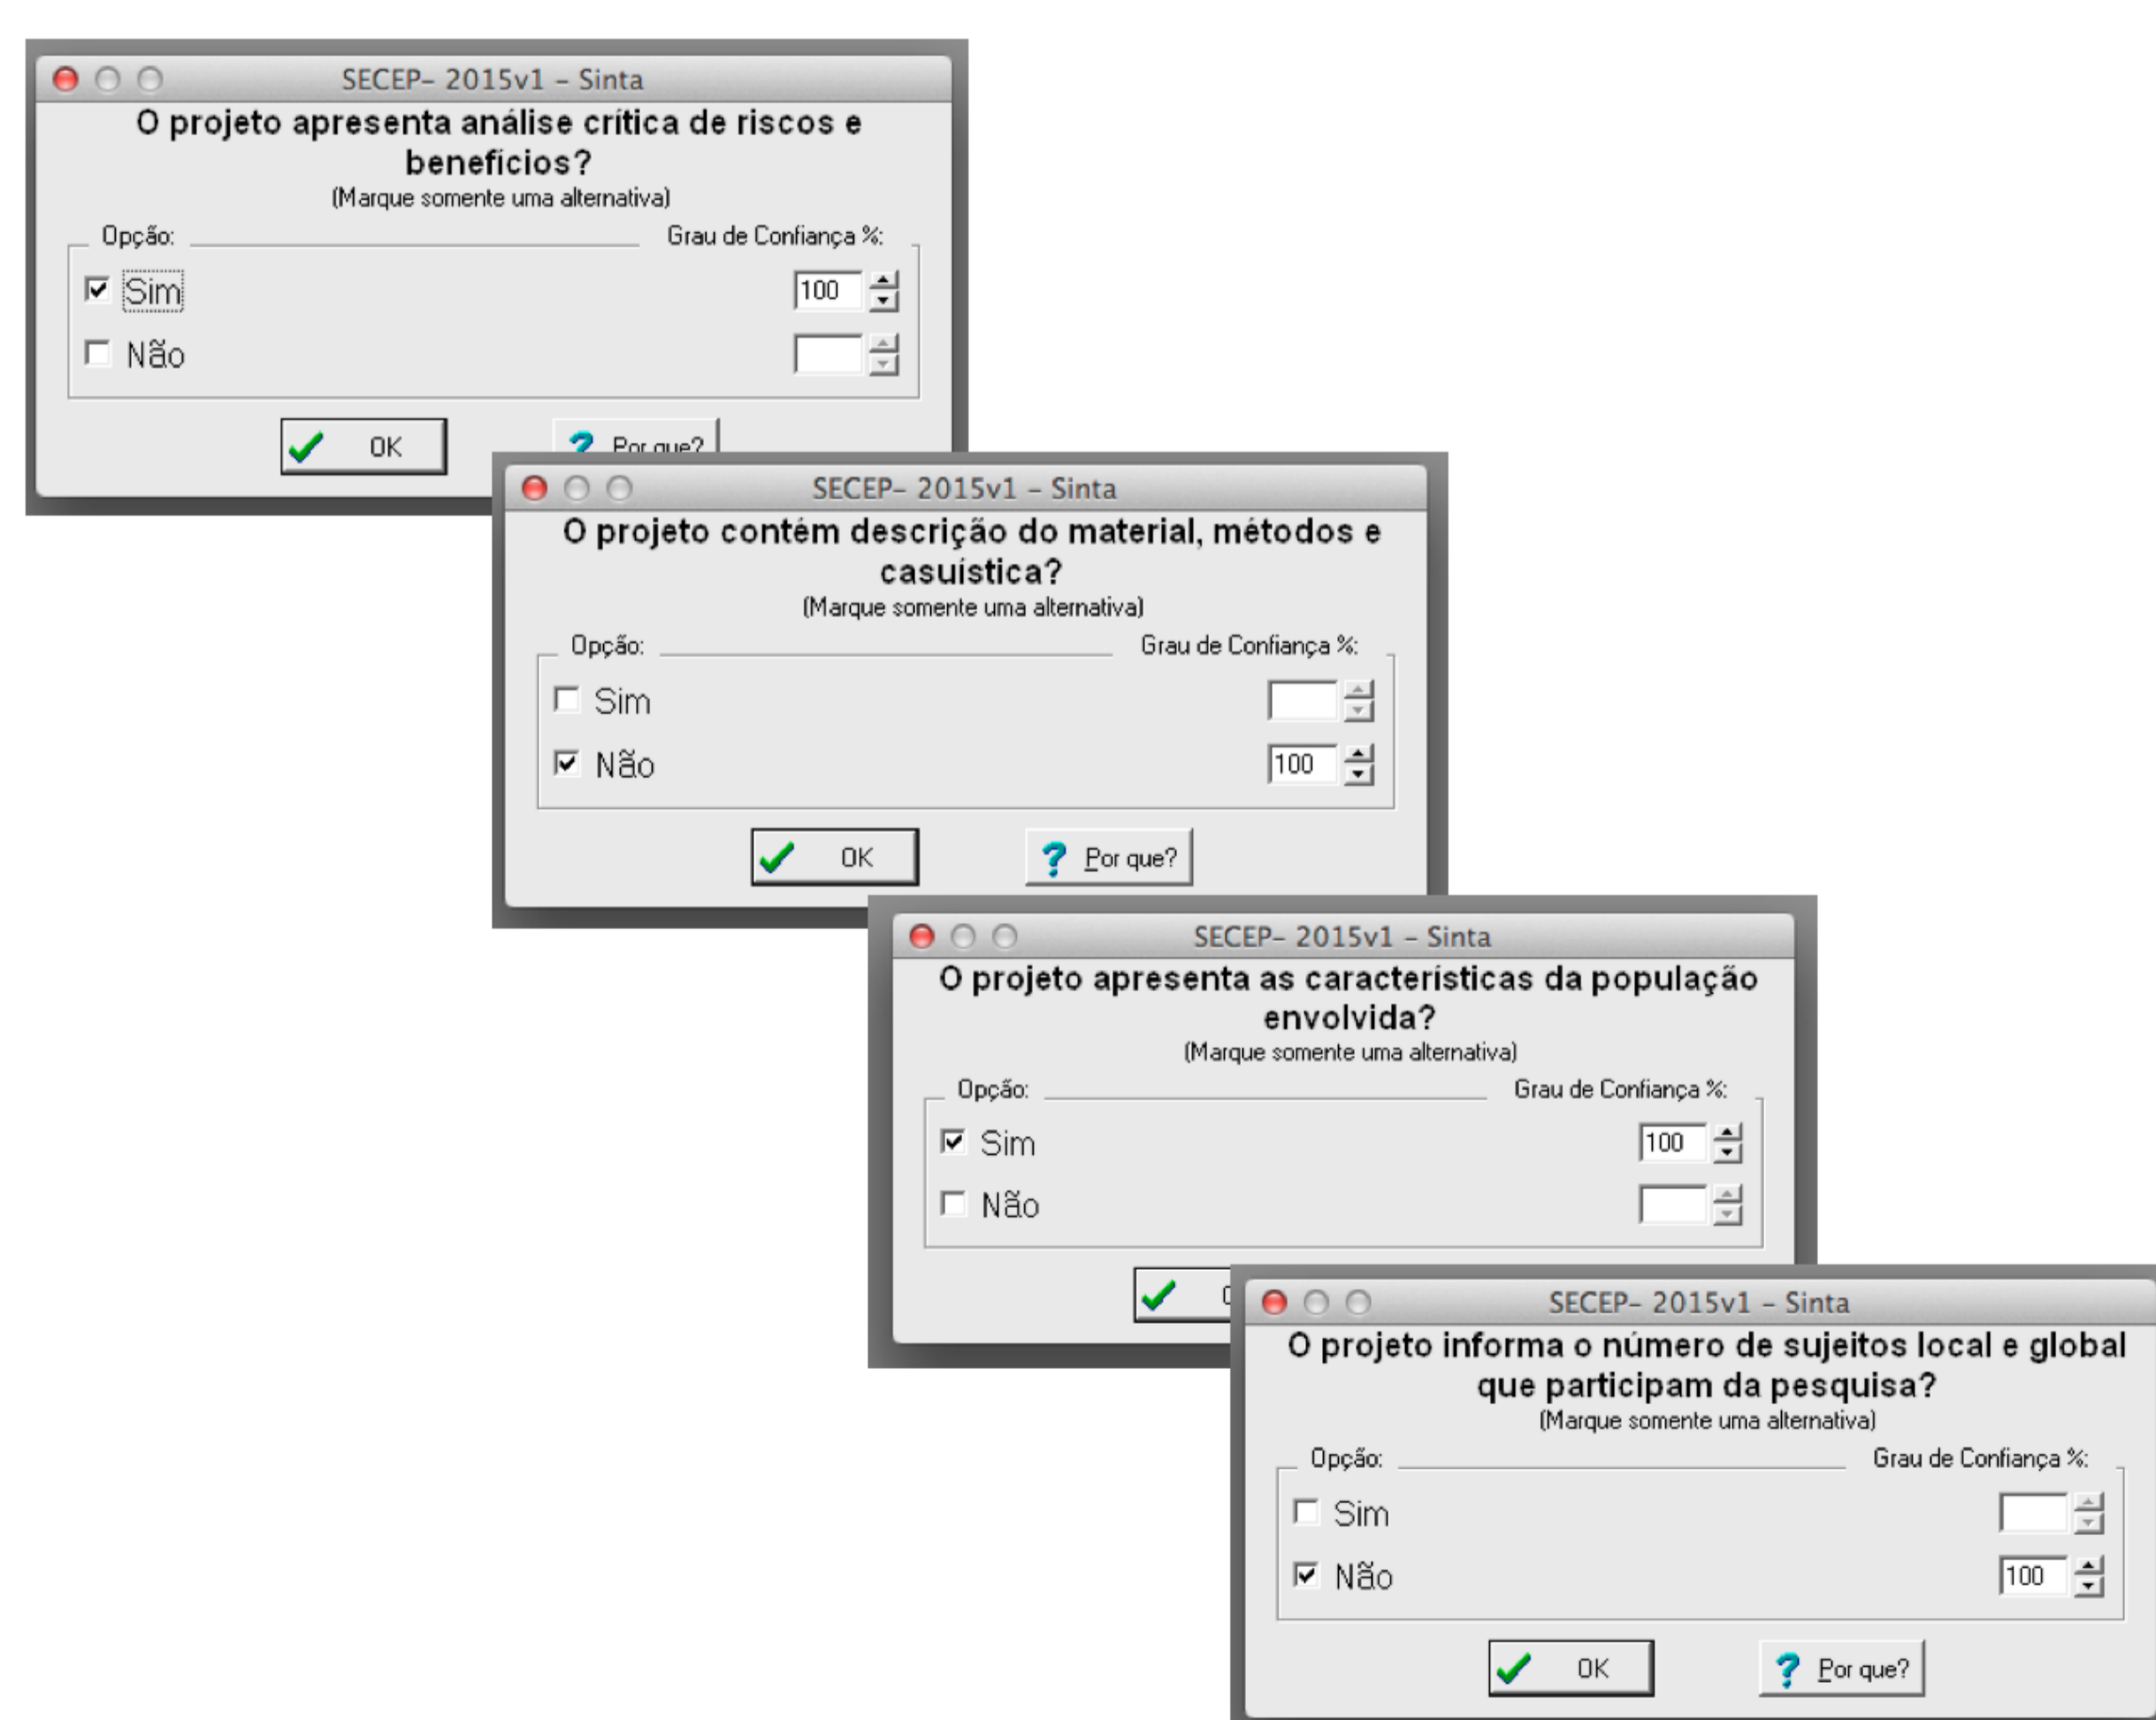 SECEP– 2015v1 – Sinta
O projeto apresenta análise crítica de riscos e
benefícios?
(Marque somente uma alternativa)
Opção: Grau de Confiança %:
Sim 100
Não
OK Por que?
SECEP– 2015v1 – Sinta
O projeto contém descrição do material, métodos e
casuística?
(Marque somente uma alternativa)
Opção: Grau de Confiança %:
Sim
Não 100
OK Por que?
SECEP– 2015v1 – Sinta
O projeto apresenta as características da população
envolvida?
(Marque somente uma alternativa)
Opção: Grau de Confiança %:
Sim 100
Não
SECEP– 2015v1 – Sinta
O projeto informa o número de sujeitos local e global
que participam da pesquisa?
(Marque somente uma alternativa)
Opção: Grau de Confiança %:
Sim
Não 100
OK Por que?